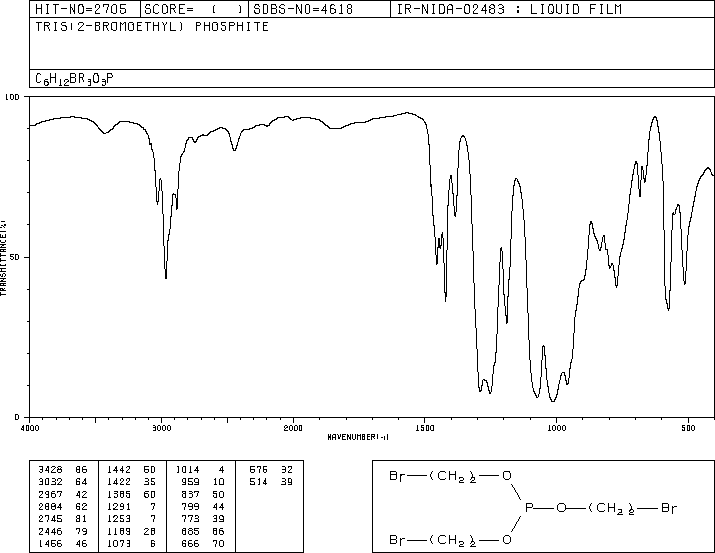 HIT-NO=2705 SCORE= ( ) SDBS-NO=4618 IR-NIDA-02483 : LIQUID FILM
TRIS(2-BROMOETHYL) PHOSPHITE
C6H12BR3O3P
100
50
0
TRANSMITTANCE(%)
4000 3000 2000 1500 1000 500
WAVENUMBER(-1)
3428 86 1442 50 1014 4 576 32
3032 64 1422 35 959 10 514 39
2967 42 1385 60 837 50
2884 62 1291 7 799 44
2745 81 1253 7 773 39
2446 79 1189 28 685 66
1456 46 1073 6 666 70
Br—(CH2)2—O
P—O—(CH2)2—Br
Br—(CH2)2—O